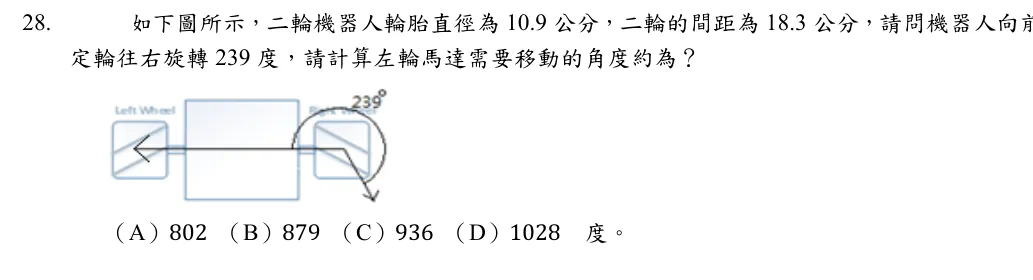 28. 如下圖所示，二輪機器人輪胎直徑為 10.9 公分，二輪的間距為 18.3 公分，請問機器人向前
定輪往右旋轉 239 度，請計算左輪馬達需要移動的角度約為？
239°
Left Wheel
（A）802 （B）879 （C）936 （D）1028 度。